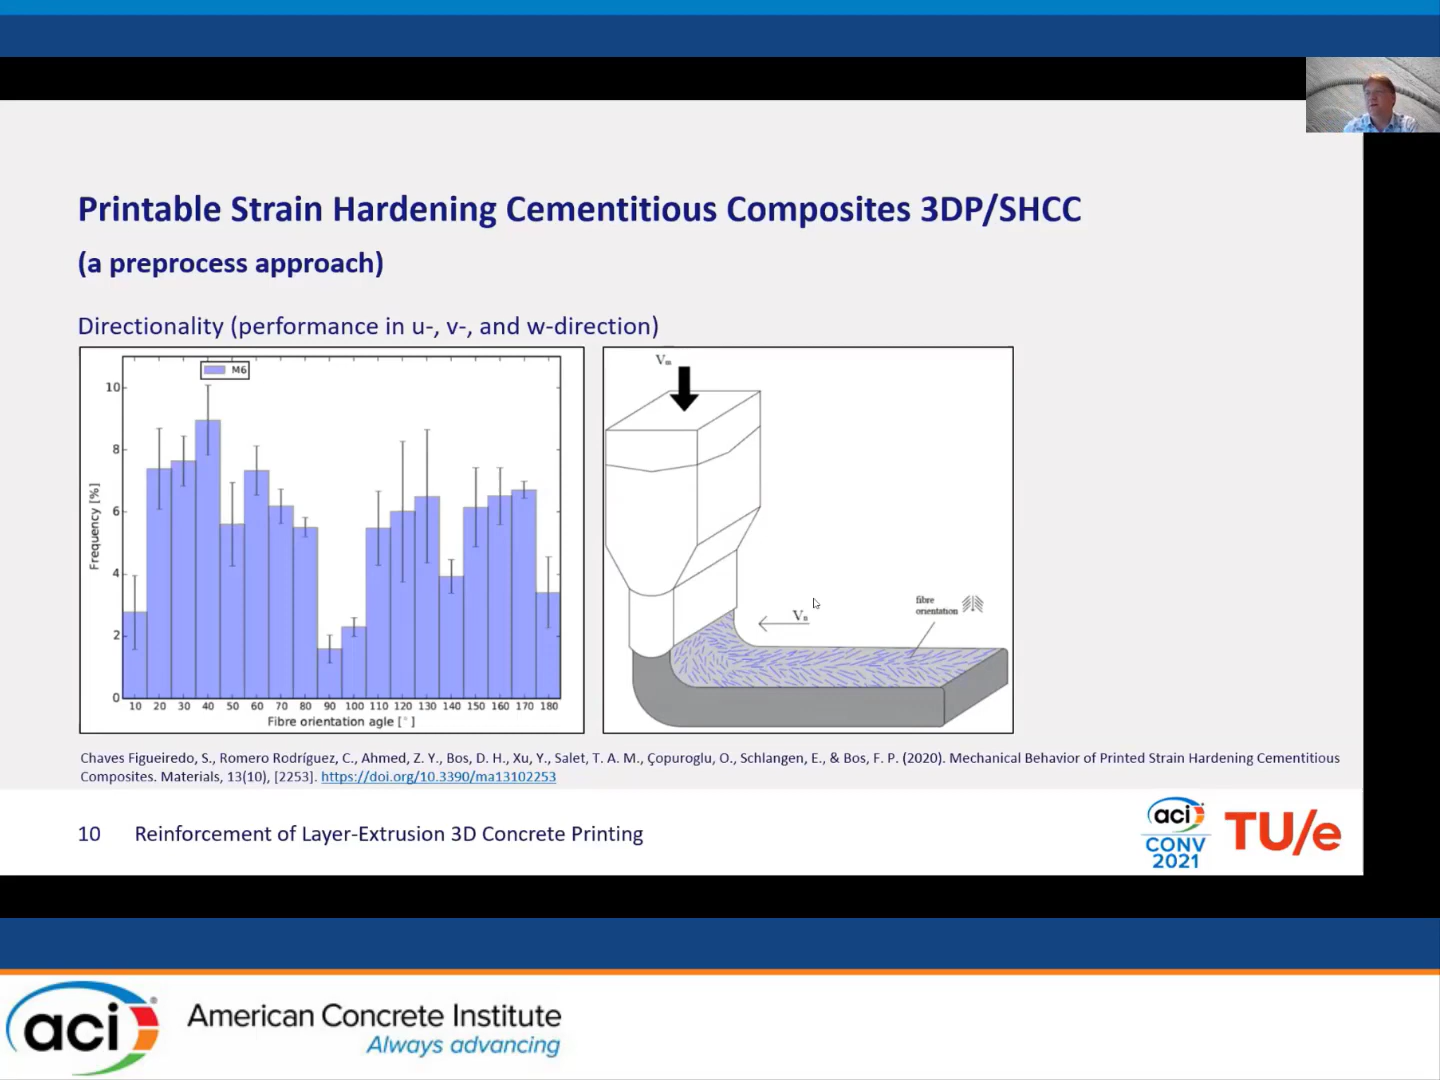 Printable Strain Hardening Cementitious Composites 3DP/SHCC
(a preprocess approach)
Directionality (performance in u-, v-, and w-direction)
M6
10
8
6
4
2
0
Frequency [%]
10 20 30 40 50 60 70 80 90 100 110 120 130 140 150 160 170 180
Fibre orientation agle [°]
Vm
Vn
fibre
orientation
Chaves Figueiredo, S., Romero Rodríguez, C., Ahmed, Z. Y., Bos, D. H., Xu, Y., Salet, T. A. M., Çopuroglu, O., Schlangen, E., & Bos, F. P. (2020). Mechanical Behavior of Printed Strain Hardening Cementitious
Composites. Materials, 13(10), [2253]. https://doi.org/10.3390/ma13102253
10 Reinforcement of Layer-Extrusion 3D Concrete Printing
aci
CONV
2021
TU/e
aci®
American Concrete Institute
Always advancing